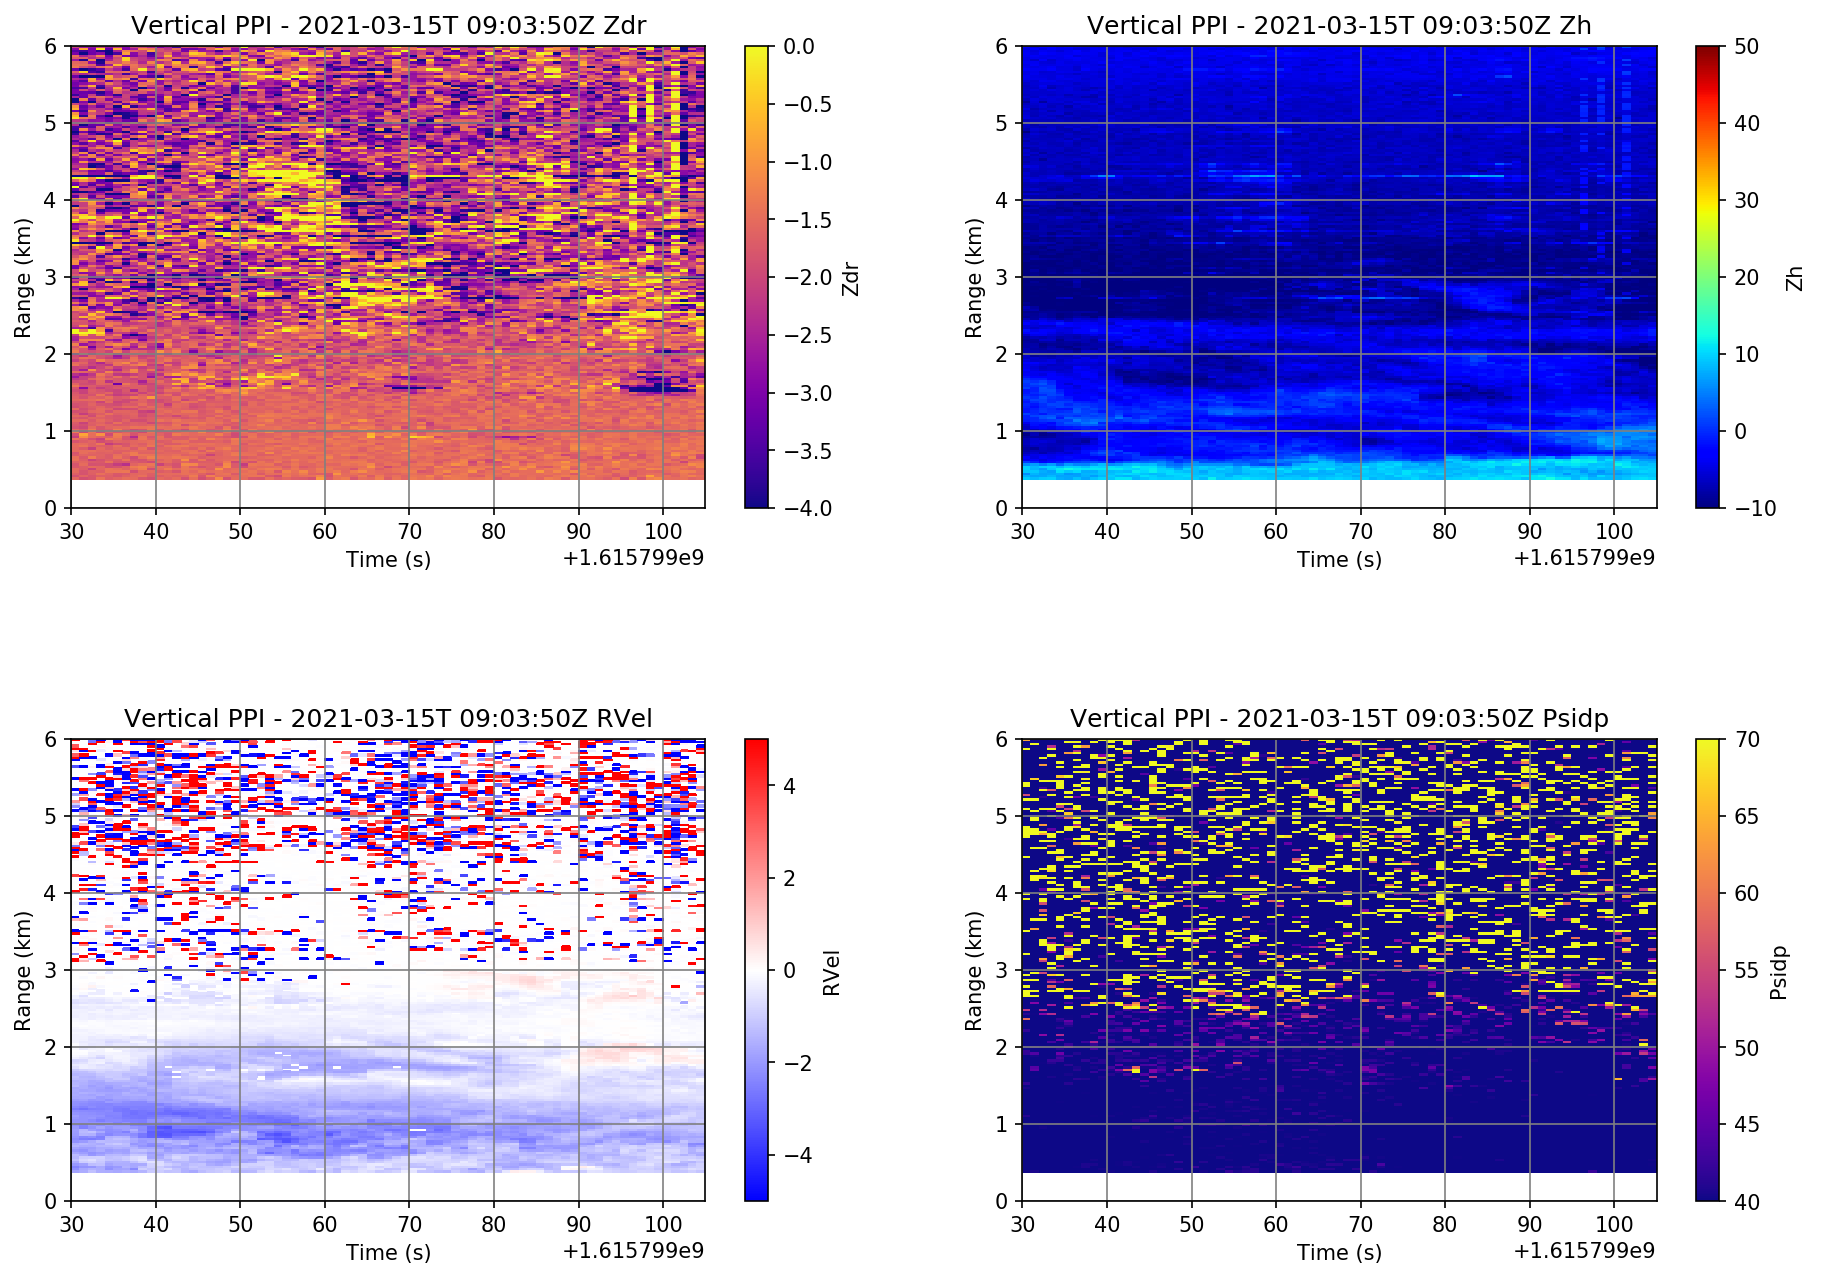 Vertical PPI - 2021-03-15T 09:03:50Z Zdr
6
5
4
3
2
1
0
Range (km)
30 40 50 60 70 80 90 100
Time (s)
+1.615799e9
0.0
−0.5
−1.0
−1.5
−2.0
−2.5
−3.0
−3.5
−4.0
Zdr
Vertical PPI - 2021-03-15T 09:03:50Z Zh
6
5
4
3
2
1
0
Range (km)
30 40 50 60 70 80 90 100
Time (s)
+1.615799e9
50
40
30
20
10
0
−10
Zh
Vertical PPI - 2021-03-15T 09:03:50Z RVel
6
5
4
3
2
1
0
Range (km)
30 40 50 60 70 80 90 100
Time (s)
+1.615799e9
4
2
0
−2
−4
RVel
Vertical PPI - 2021-03-15T 09:03:50Z Psidp
6
5
4
3
2
1
0
Range (km)
30 40 50 60 70 80 90 100
Time (s)
+1.615799e9
70
65
60
55
50
45
40
Psidp